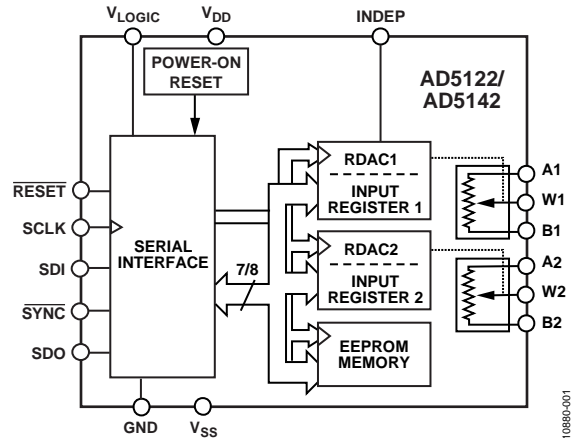 VLOGIC
VDD
INDEP
POWER-ON
RESET
AD5122/
AD5142
RESET
SCLK
SDI
SYNC
SDO
SERIAL
INTERFACE
7/8
RDAC1
INPUT
REGISTER 1
RDAC2
INPUT
REGISTER 2
EEPROM
MEMORY
A1
W1
B1
A2
W2
B2
GND
VSS
10880-001